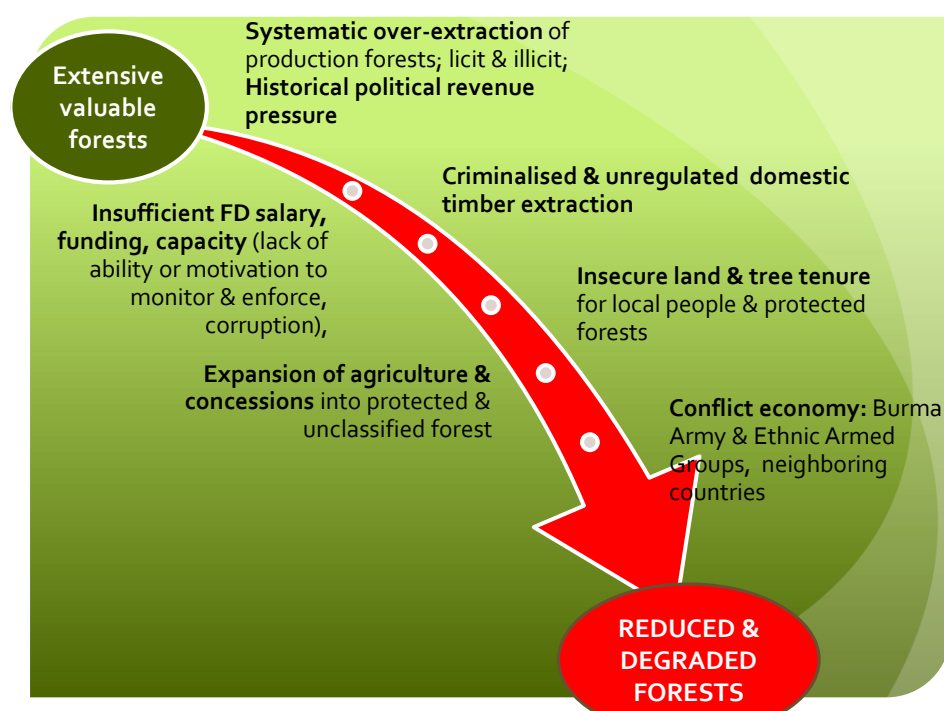 Extensive
valuable
forests
Systematic over-extraction of
production forests; licit & illicit;
Historical political revenue
pressure
Criminalised & unregulated domestic
timber extraction
Insufficient FD salary,
funding, capacity (lack of
ability or motivation to
monitor & enforce,
corruption),
Insecure land & tree tenure
for local people & protected
forests
Expansion of agriculture &
concessions into protected &
unclassified forest
Conflict economy: Burma
Army & Ethnic Armed
Groups, neighboring
countries
REDUCED &
DEGRADED
FORESTS